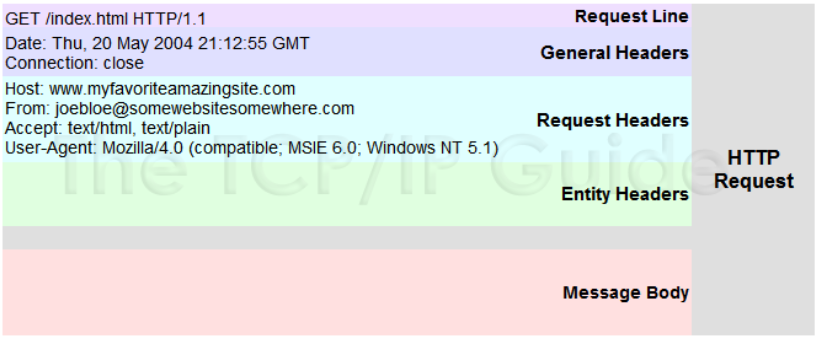 GET /index.html HTTP/1.1
Request Line
Date: Thu, 20 May 2004 21:12:55 GMT
Connection: close
General Headers
Host: www.myfavoriteamazingsite.com
From: joebloe@somewebsitesomewhere.com
Accept: text/html, text/plain
User-Agent: Mozilla/4.0 (compatible; MSIE 6.0; Windows NT 5.1)
Request Headers
The TCP/IP Guide
Entity Headers
Message Body
HTTP
Request